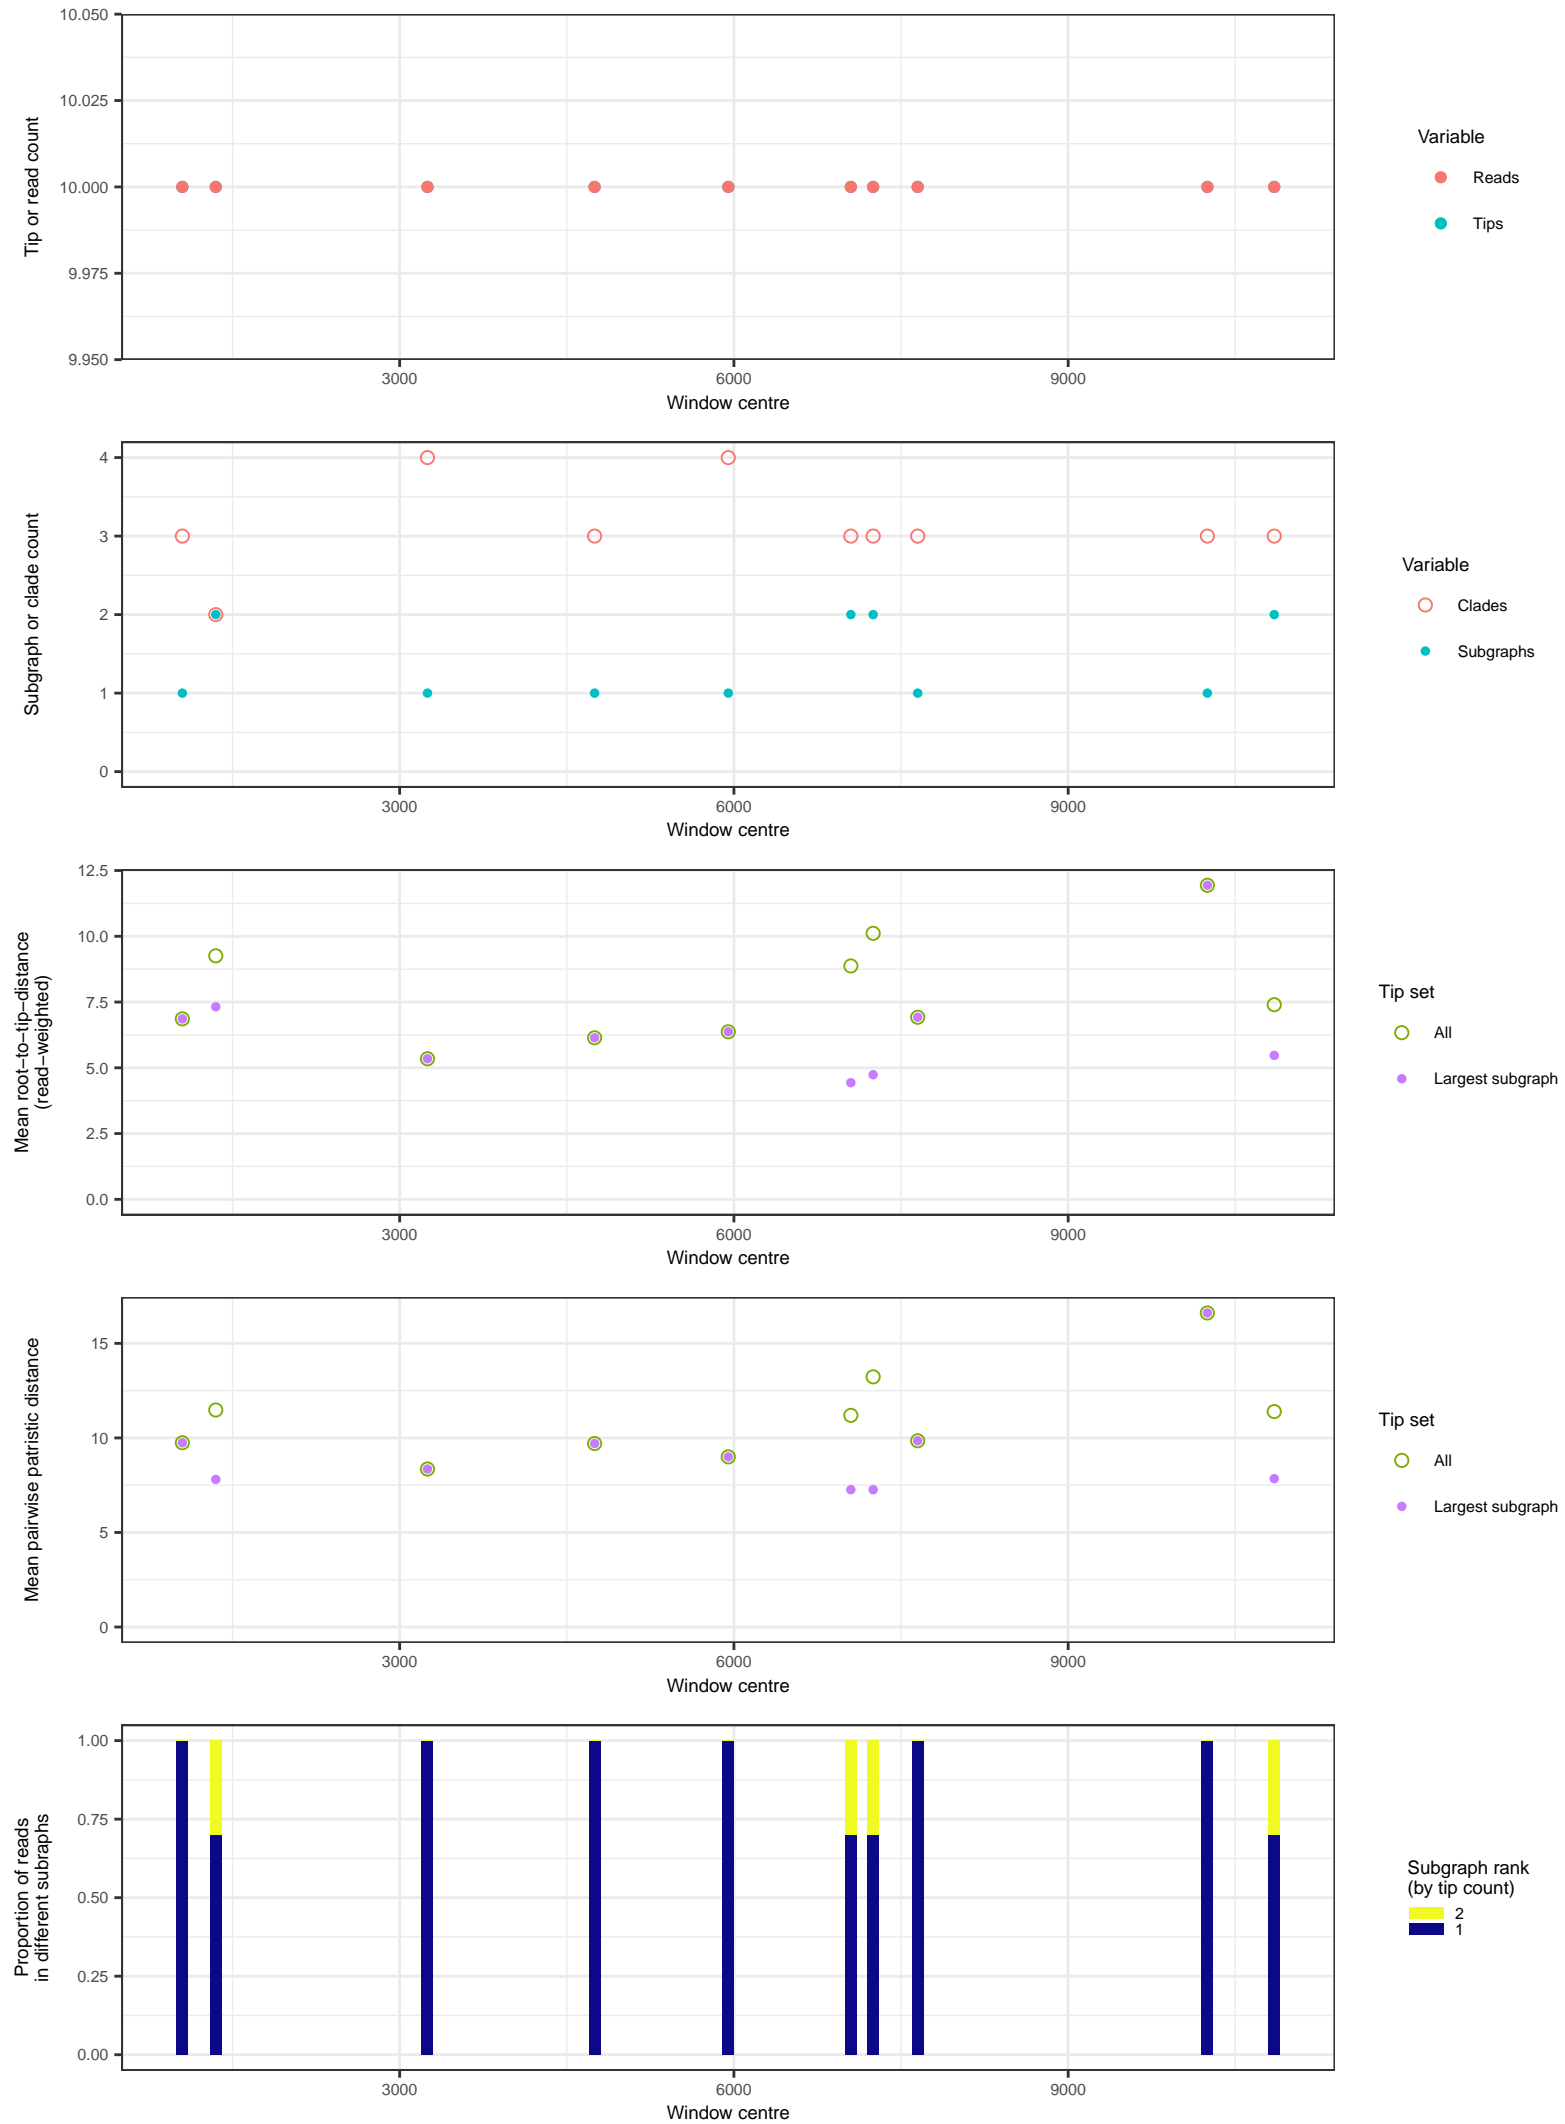 10.050
10.025
10.000
9.975
9.950
Tip or read count
3000 6000 9000
Window centre
Variable
Reads
Tips
4
3
2
1
0
Subgraph or clade count
3000 6000 9000
Window centre
Variable
Clades
Subgraphs
12.5
10.0
7.5
5.0
2.5
0.0
Mean root−to−tip−distance
(read−weighted)
3000 6000 9000
Window centre
Tip set
All
Largest subgraph
15
10
5
0
Mean pairwise patristic distance
3000 6000 9000
Window centre
Tip set
All
Largest subgraph
1.00
0.75
0.50
0.25
0.00
Proportion of reads
in different subraphs
3000 6000 9000
Window centre
Subgraph rank
(by tip count)
2
1